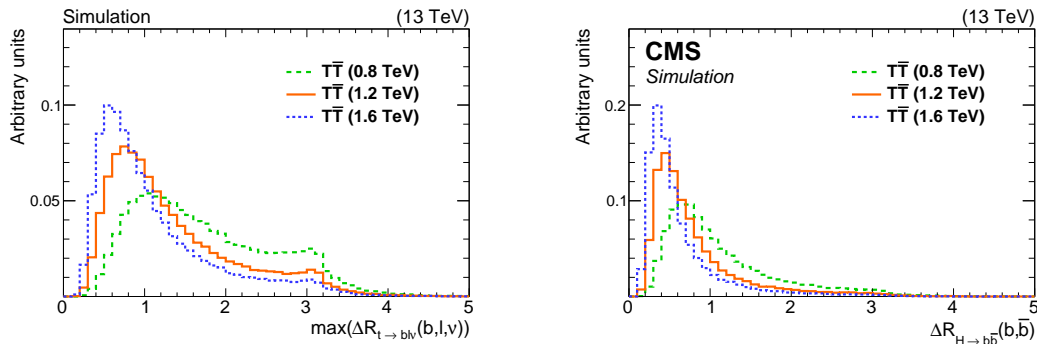 Simulation (13 TeV)
Arbitrary units
TT̅ (0.8 TeV)
TT̅ (1.2 TeV)
TT̅ (1.6 TeV)
0.1
0.05
0 1 2 3 4 5
max(ΔR t → blν (b,l,ν))
(13 TeV)
Arbitrary units
CMS
Simulation
TT̅ (0.8 TeV)
TT̅ (1.2 TeV)
TT̅ (1.6 TeV)
0.2
0.1
0 1 2 3 4 5
ΔR H → bb̅ (b,b̅)